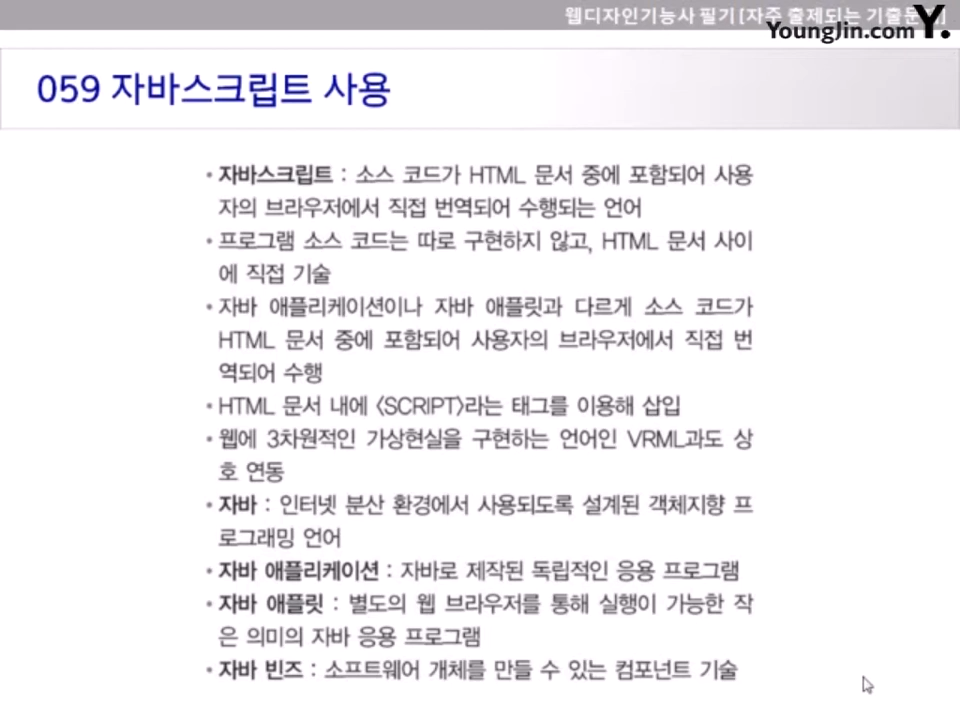 웹디자인기능사 필기 [자주 출제되는 기출문제]
YoungJin.com Y.
059 자바스크립트 사용
• 자바스크립트 : 소스 코드가 HTML 문서 중에 포함되어 사용
자의 브라우저에서 직접 번역되어 수행되는 언어
• 프로그램 소스 코드는 따로 구현하지 않고, HTML 문서 사이
에 직접 기술
• 자바 애플리케이션이나 자바 애플릿과 다르게 소스 코드가
HTML 문서 중에 포함되어 사용자의 브라우저에서 직접 번
역되어 수행
• HTML 문서 내에 〈SCRIPT〉라는 태그를 이용해 삽입
• 웹에 3차원적인 가상현실을 구현하는 언어인 VRML과도 상
호 연동
• 자바 : 인터넷 분산 환경에서 사용되도록 설계된 객체지향 프
로그래밍 언어
• 자바 애플리케이션 : 자바로 제작된 독립적인 응용 프로그램
• 자바 애플릿 : 별도의 웹 브라우저를 통해 실행이 가능한 작
은 의미의 자바 응용 프로그램
• 자바 빈즈 : 소프트웨어 개체를 만들 수 있는 컴포넌트 기술